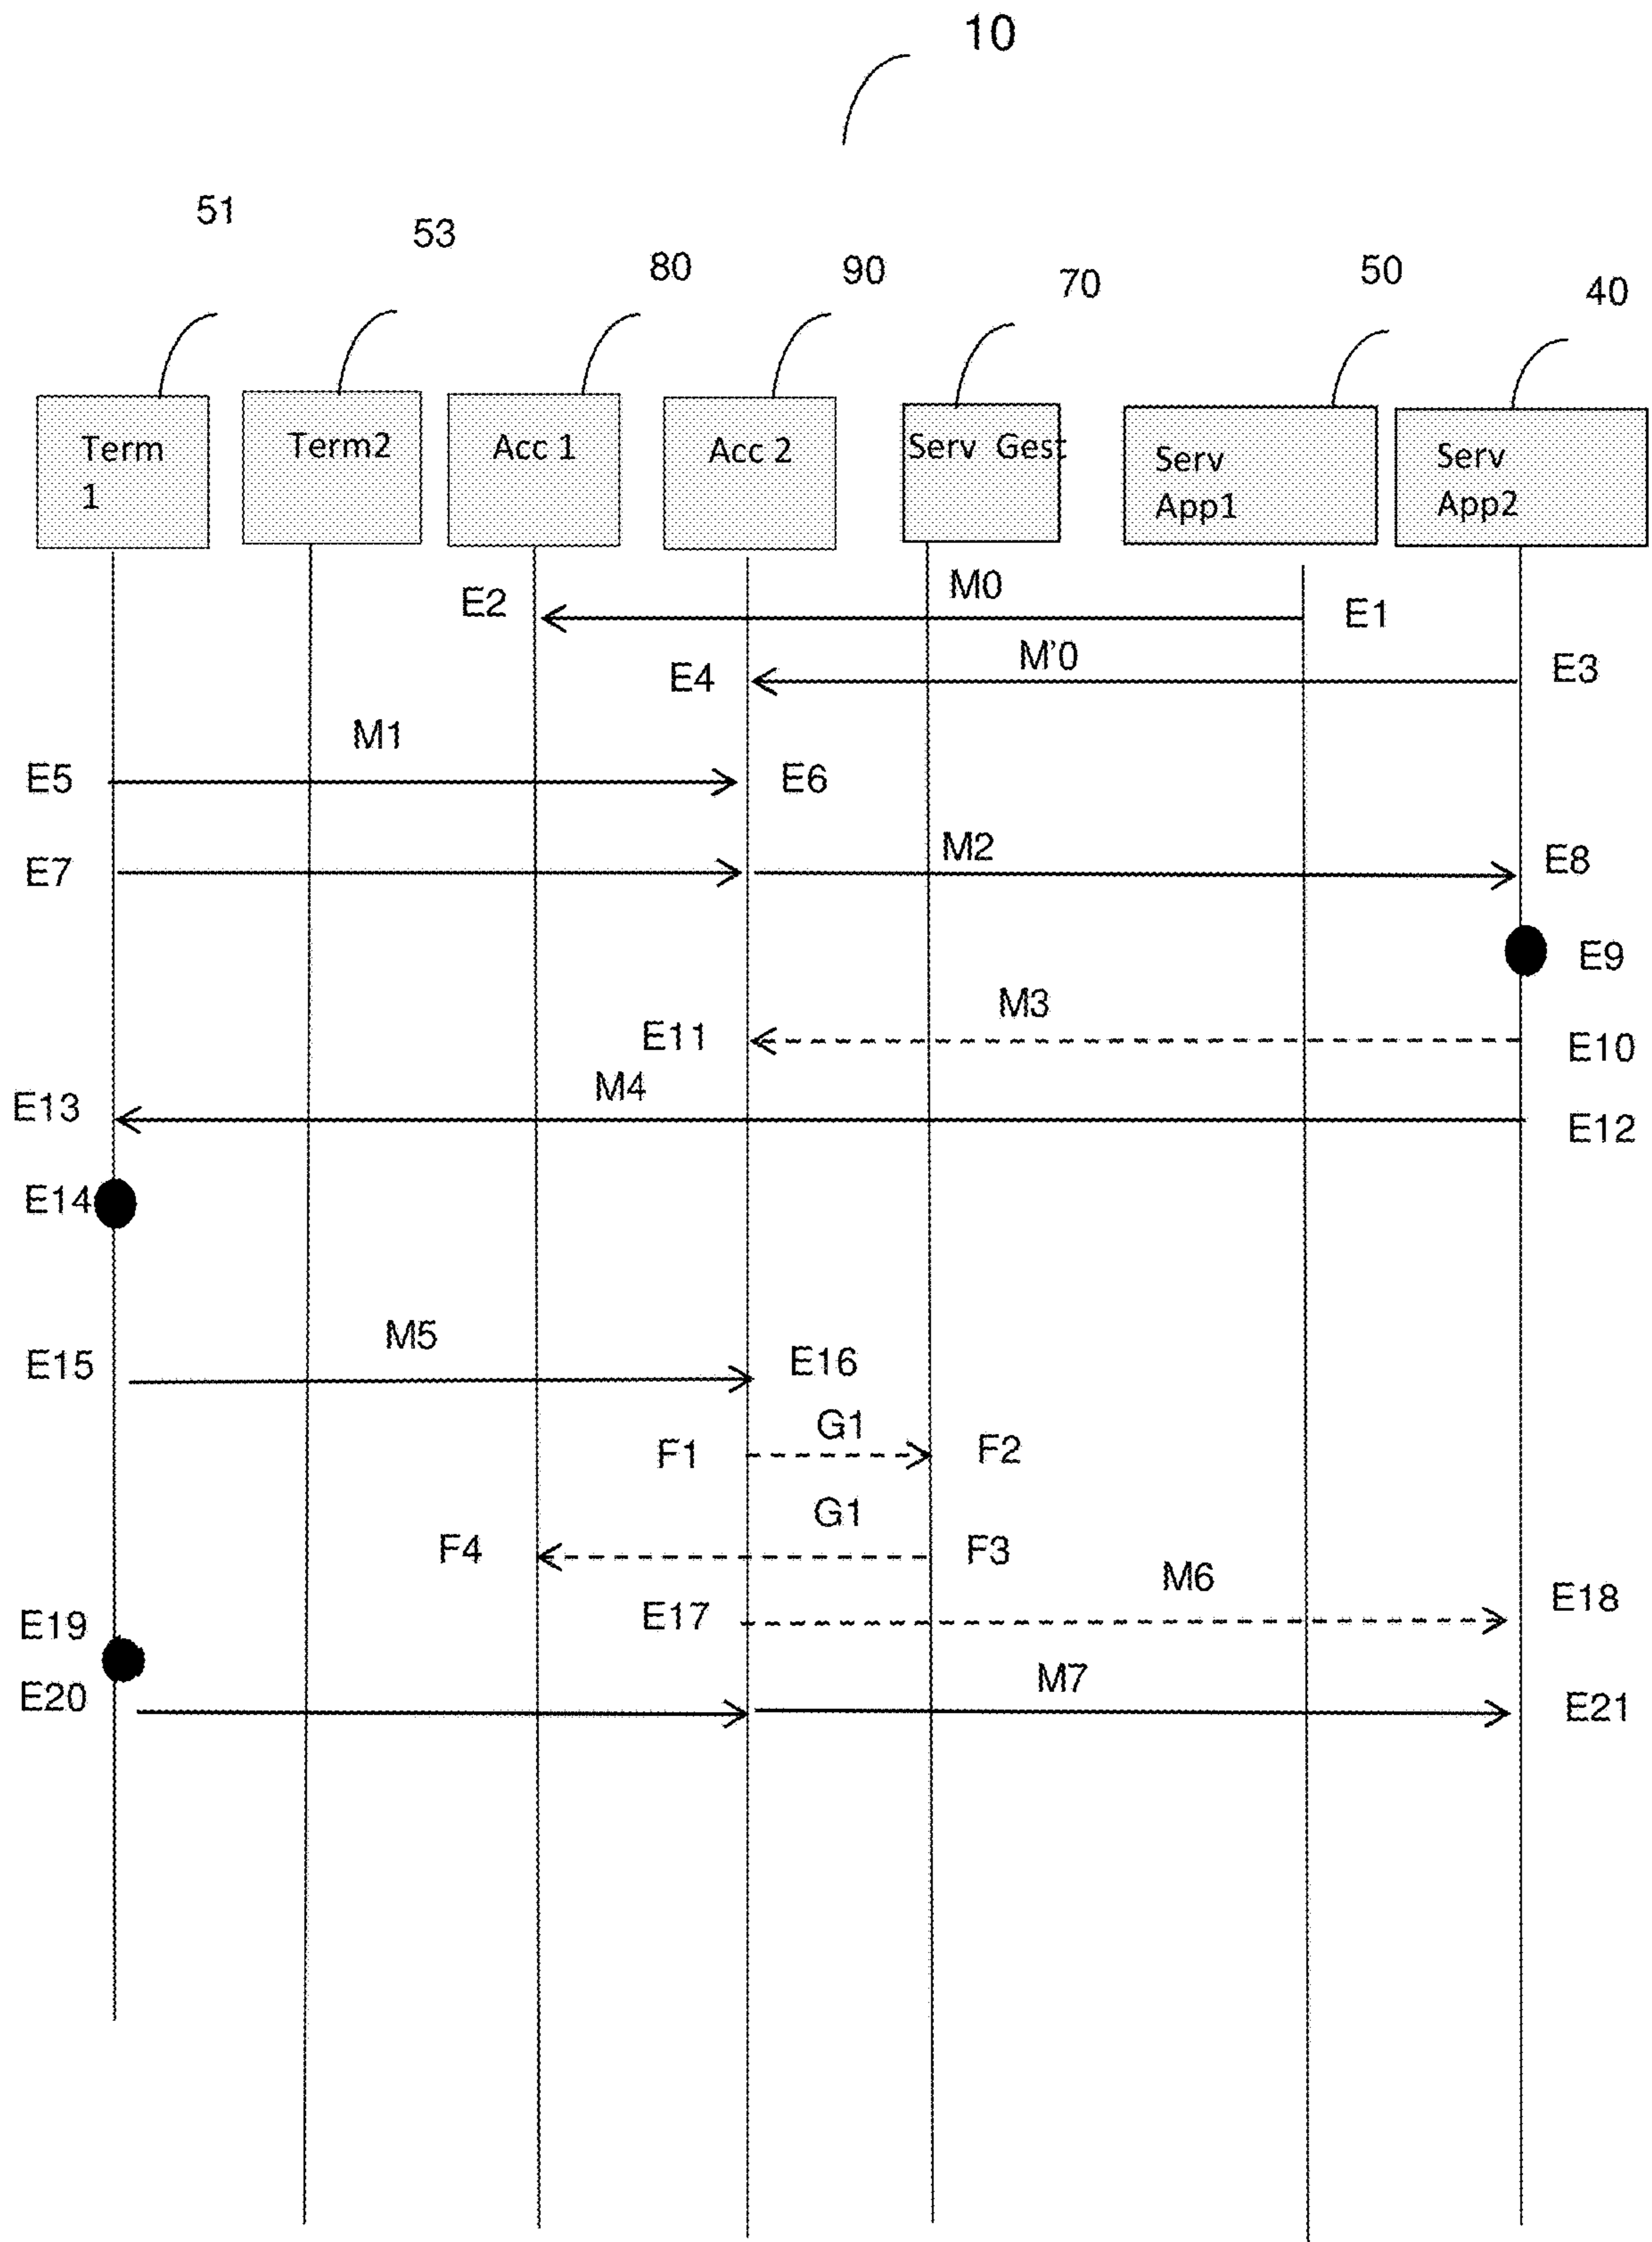 10
51
53
80
90
70
50
40
Term
1
Term2
Acc 1
Acc 2
Serv Gest
Serv
App1
Serv
App2
E2
M0
E1
E4
M'0
E3
M1
E5
E6
E7
M2
E8
E9
M3
E11
E10
M4
E13
E12
E14
M5
E15
E16
G1
F1
F2
G1
F4
F3
M6
E17
E18
E19
M7
E20
E21